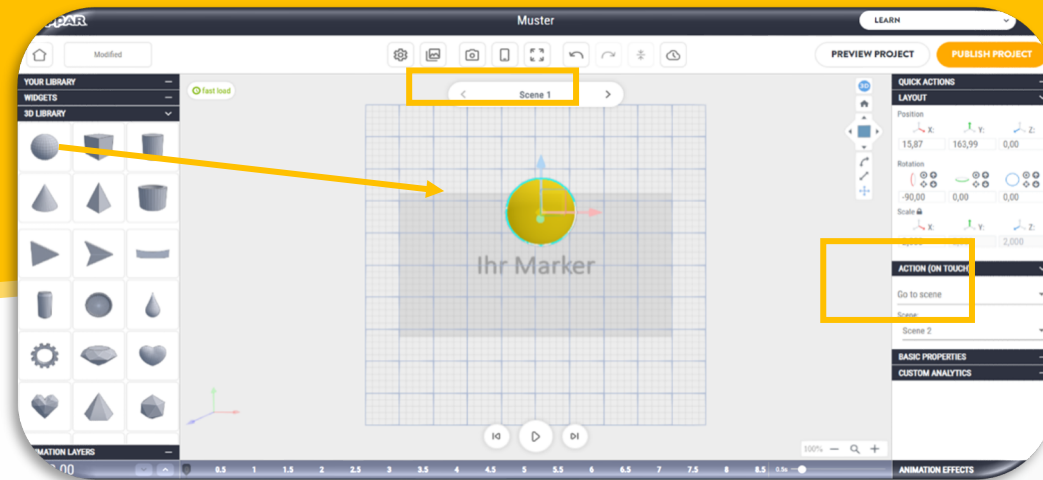 Muster
LEARN
Modified
PREVIEW PROJECT
PUBLISH PROJECT
YOUR LIBRARY
WIDGETS
3D LIBRARY
fast load
Scene 1
3D
QUICK ACTIONS
LAYOUT
Position
X: Y: Z:
15,87 163,99 0,00
Rotation
-90,00 0,00 0,00
Scale
X: Y: Z:
2,000
Ihr Marker
ACTION (ON TOUCH)
Go to scene
Scene:
Scene 2
BASIC PROPERTIES
CUSTOM ANALYTICS
100%
LAYERS
0.5 1 1.5 2 2.5 3 3.5 4 4.5 5 5.5 6 6.5 7 7.5 8 8.5 0.5s
ANIMATION EFFECTS